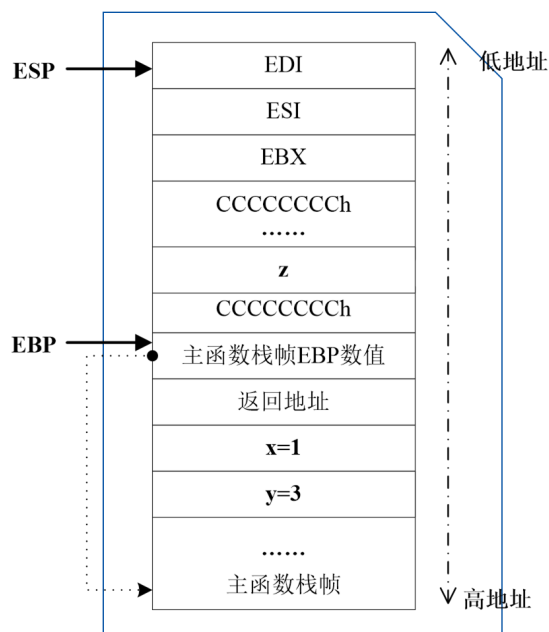 低地址
ESP
EDI
ESI
EBX
CCCCCCCCh
……
z
CCCCCCCCh
EBP
主函数栈帧EBP数值
返回地址
x=1
y=3
……
主函数栈帧
高地址